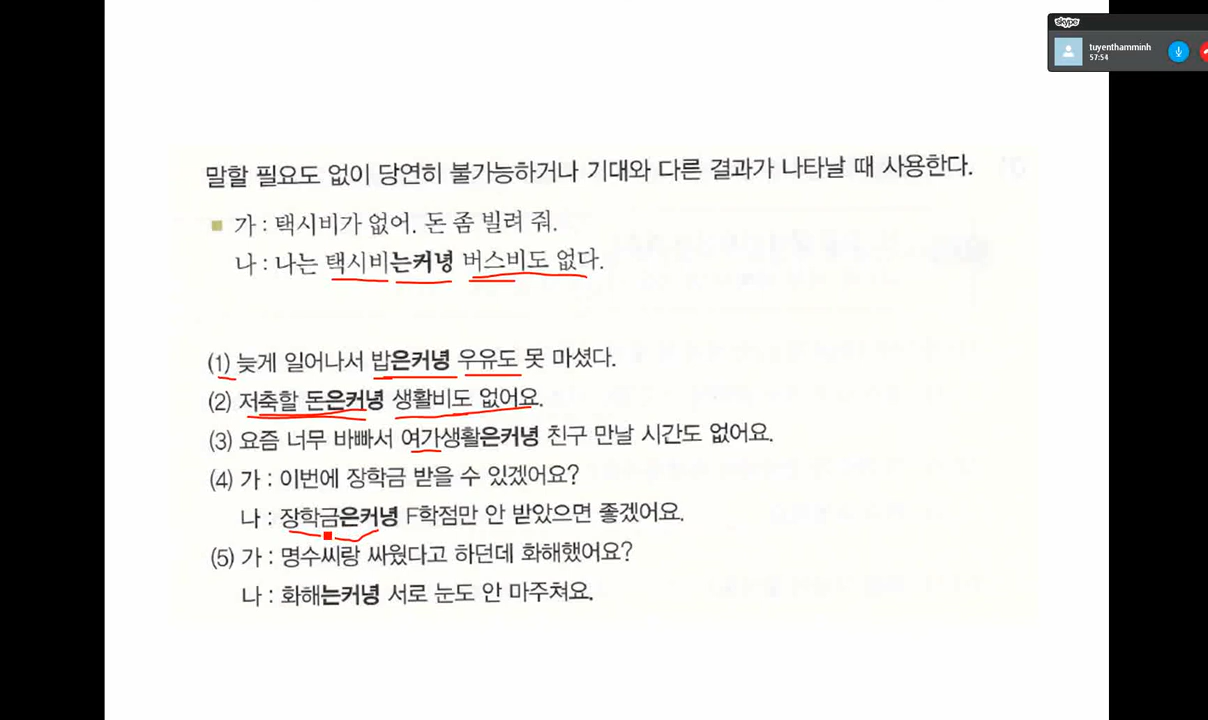 skype
tuyenthamminh
57:54
말할 필요도 없이 당연히 불가능하거나 기대와 다른 결과가 나타날 때 사용한다.
가 : 택시비가 없어. 돈 좀 빌려 줘.
나 : 나는 택시비는커녕 버스비도 없다.
(1) 늦게 일어나서 밥은커녕 우유도 못 마셨다.
(2) 저축할 돈은커녕 생활비도 없어요.
(3) 요즘 너무 바빠서 여가생활은커녕 친구 만날 시간도 없어요.
(4) 가 : 이번에 장학금 받을 수 있겠어요?
나 : 장학금은커녕 F학점만 안 받았으면 좋겠어요.
(5) 가 : 명수씨랑 싸웠다고 하던데 화해했어요?
나 : 화해는커녕 서로 눈도 안 마주쳐요.